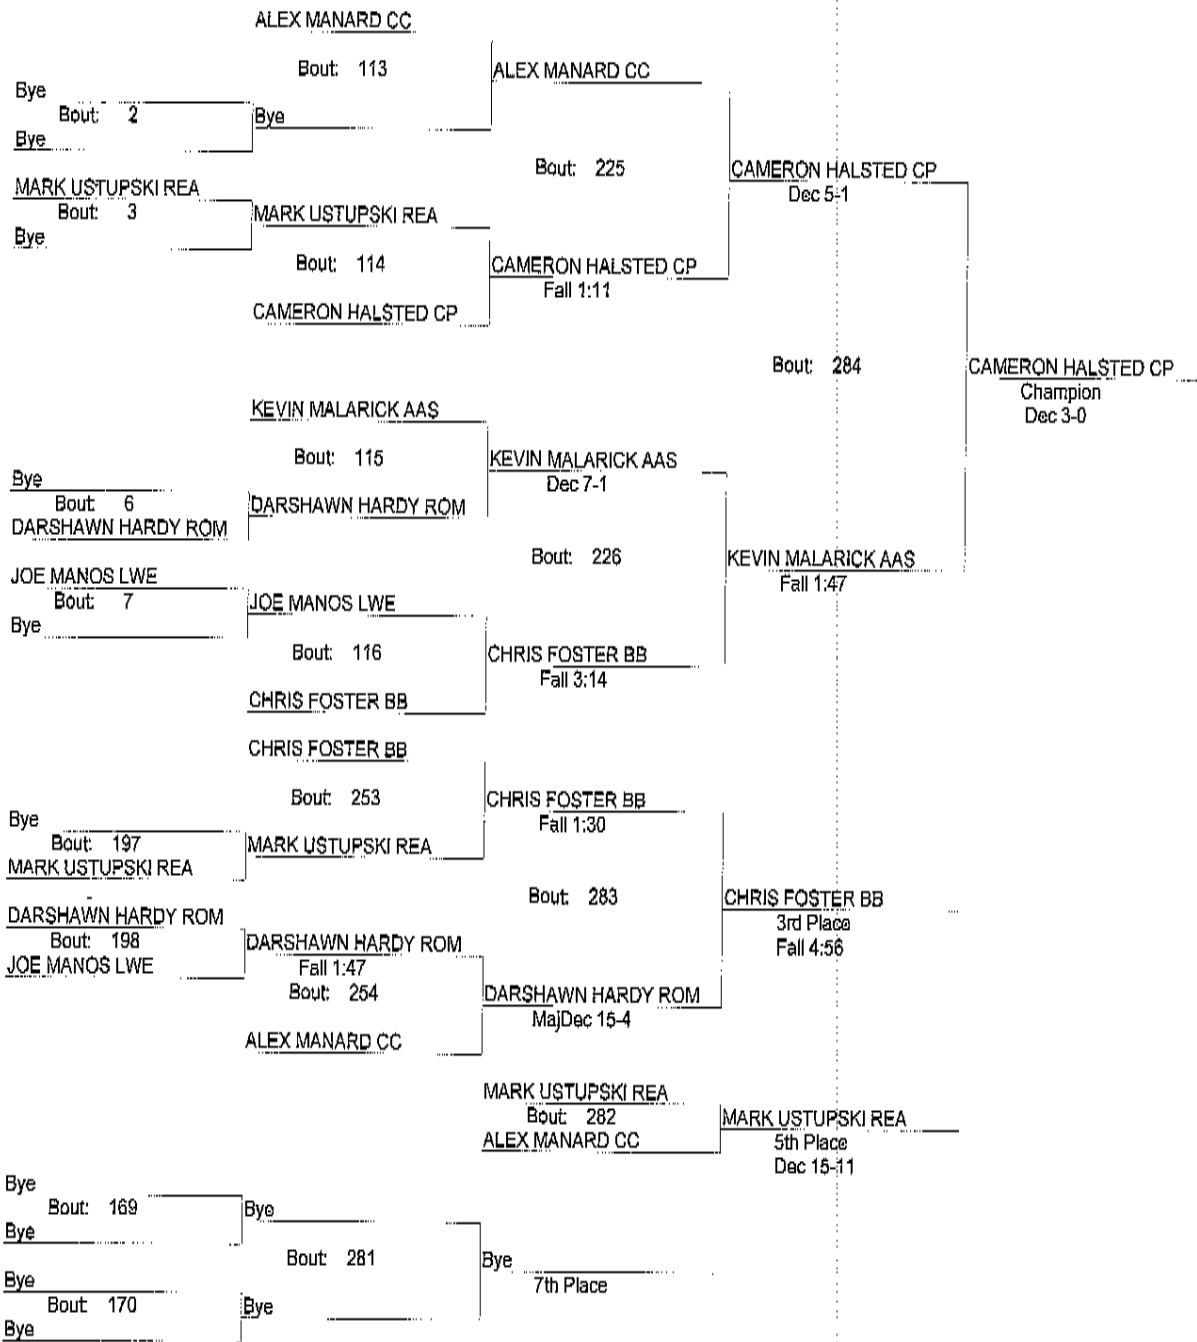 ALEX MANARD CC
Bout: 113
ALEX MANARD CC
Bye
Bout: 2
Bye
Bye
Bout: 225
CAMERON HALSTED CP
Dec 5-1
MARK USTUPSKI REA
Bout: 3
MARK USTUPSKI REA
Bye
Bout: 114
CAMERON HALSTED CP
Fall 1:11
CAMERON HALSTED CP
Bout: 284
CAMERON HALSTED CP
Champion
Dec 3-0
KEVIN MALARICK AAS
Bout: 115
KEVIN MALARICK AAS
Dec 7-1
Bye
Bout: 6
DARSHAWN HARDY ROM
DARSHAWN HARDY ROM
Bout: 226
KEVIN MALARICK AAS
Fall 1:47
JOE MANOS LWE
Bout: 7
JOE MANOS LWE
Bye
Bout: 116
CHRIS FOSTER BB
Fall 3:14
CHRIS FOSTER BB
CHRIS FOSTER BB
Bout: 253
CHRIS FOSTER BB
Fall 1:30
Bye
Bout: 197
MARK USTUPSKI REA
MARK USTUPSKI REA
Bout: 283
CHRIS FOSTER BB
3rd Place
Fall 4:56
DARSHAWN HARDY ROM
Bout: 198
DARSHAWN HARDY ROM
JOE MANOS LWE
Fall 1:47
Bout: 254
DARSHAWN HARDY ROM
MajDec 15-4
ALEX MANARD CC
MARK USTUPSKI REA
Bout: 282
MARK USTUPSKI REA
ALEX MANARD CC
5th Place
Dec 15-11
Bye
Bout: 169
Bye
Bye
Bout: 281
Bye
7th Place
Bye
Bout: 170
Bye
Bye